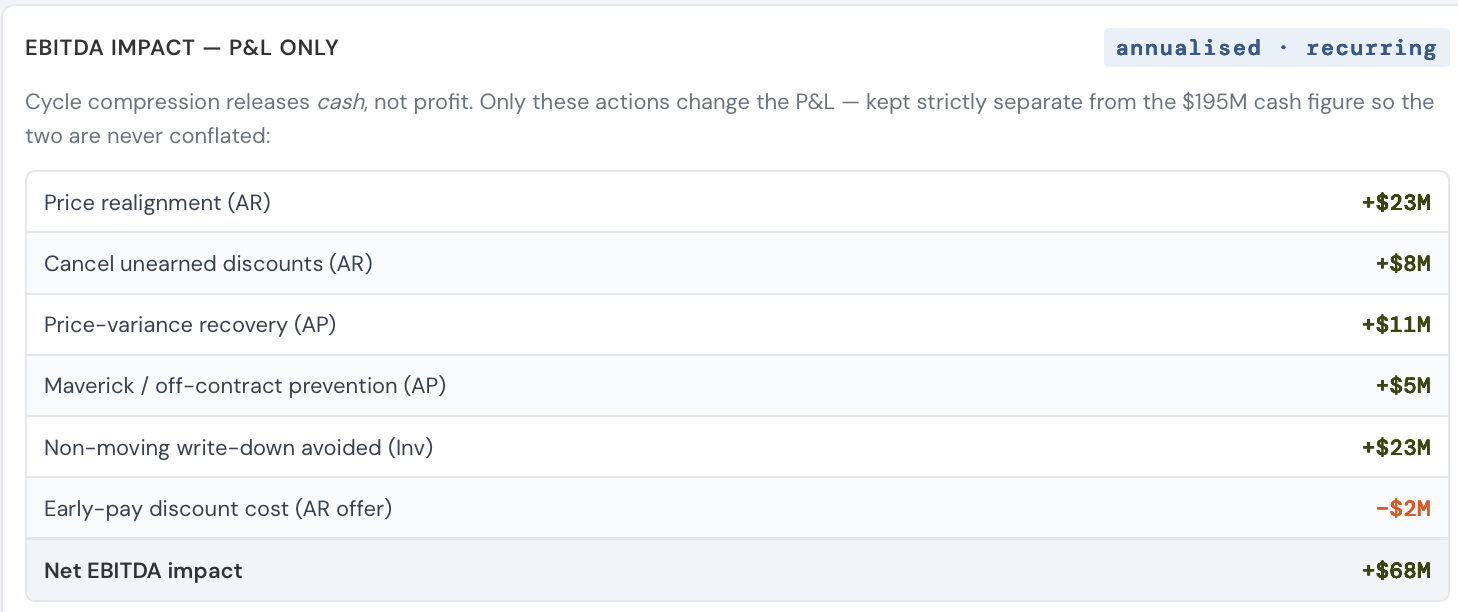 EBITDA IMPACT — P&L ONLY
annualised · recurring
Cycle compression releases cash, not profit. Only these actions change the P&L — kept strictly separate from the $195M cash figure so the
two are never conflated:
Price realignment (AR) +$23M
Cancel unearned discounts (AR) +$8M
Price-variance recovery (AP) +$11M
Maverick / off-contract prevention (AP) +$5M
Non-moving write-down avoided (Inv) +$23M
Early-pay discount cost (AR offer) −$2M
Net EBITDA impact +$68M